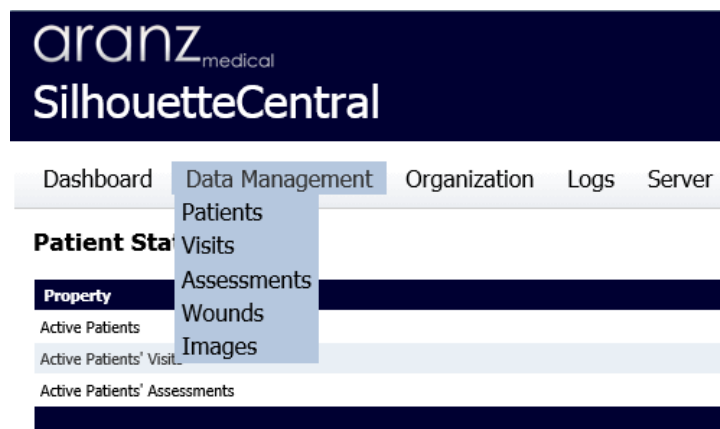 aranz medical
SilhouetteCentral
Dashboard Data Management Organization Logs Server
Patients
Patient Sta
Visits
Assessments
Property
Wounds
Active Patients
Images
Active Patients' Visit
Active Patients' Assessments